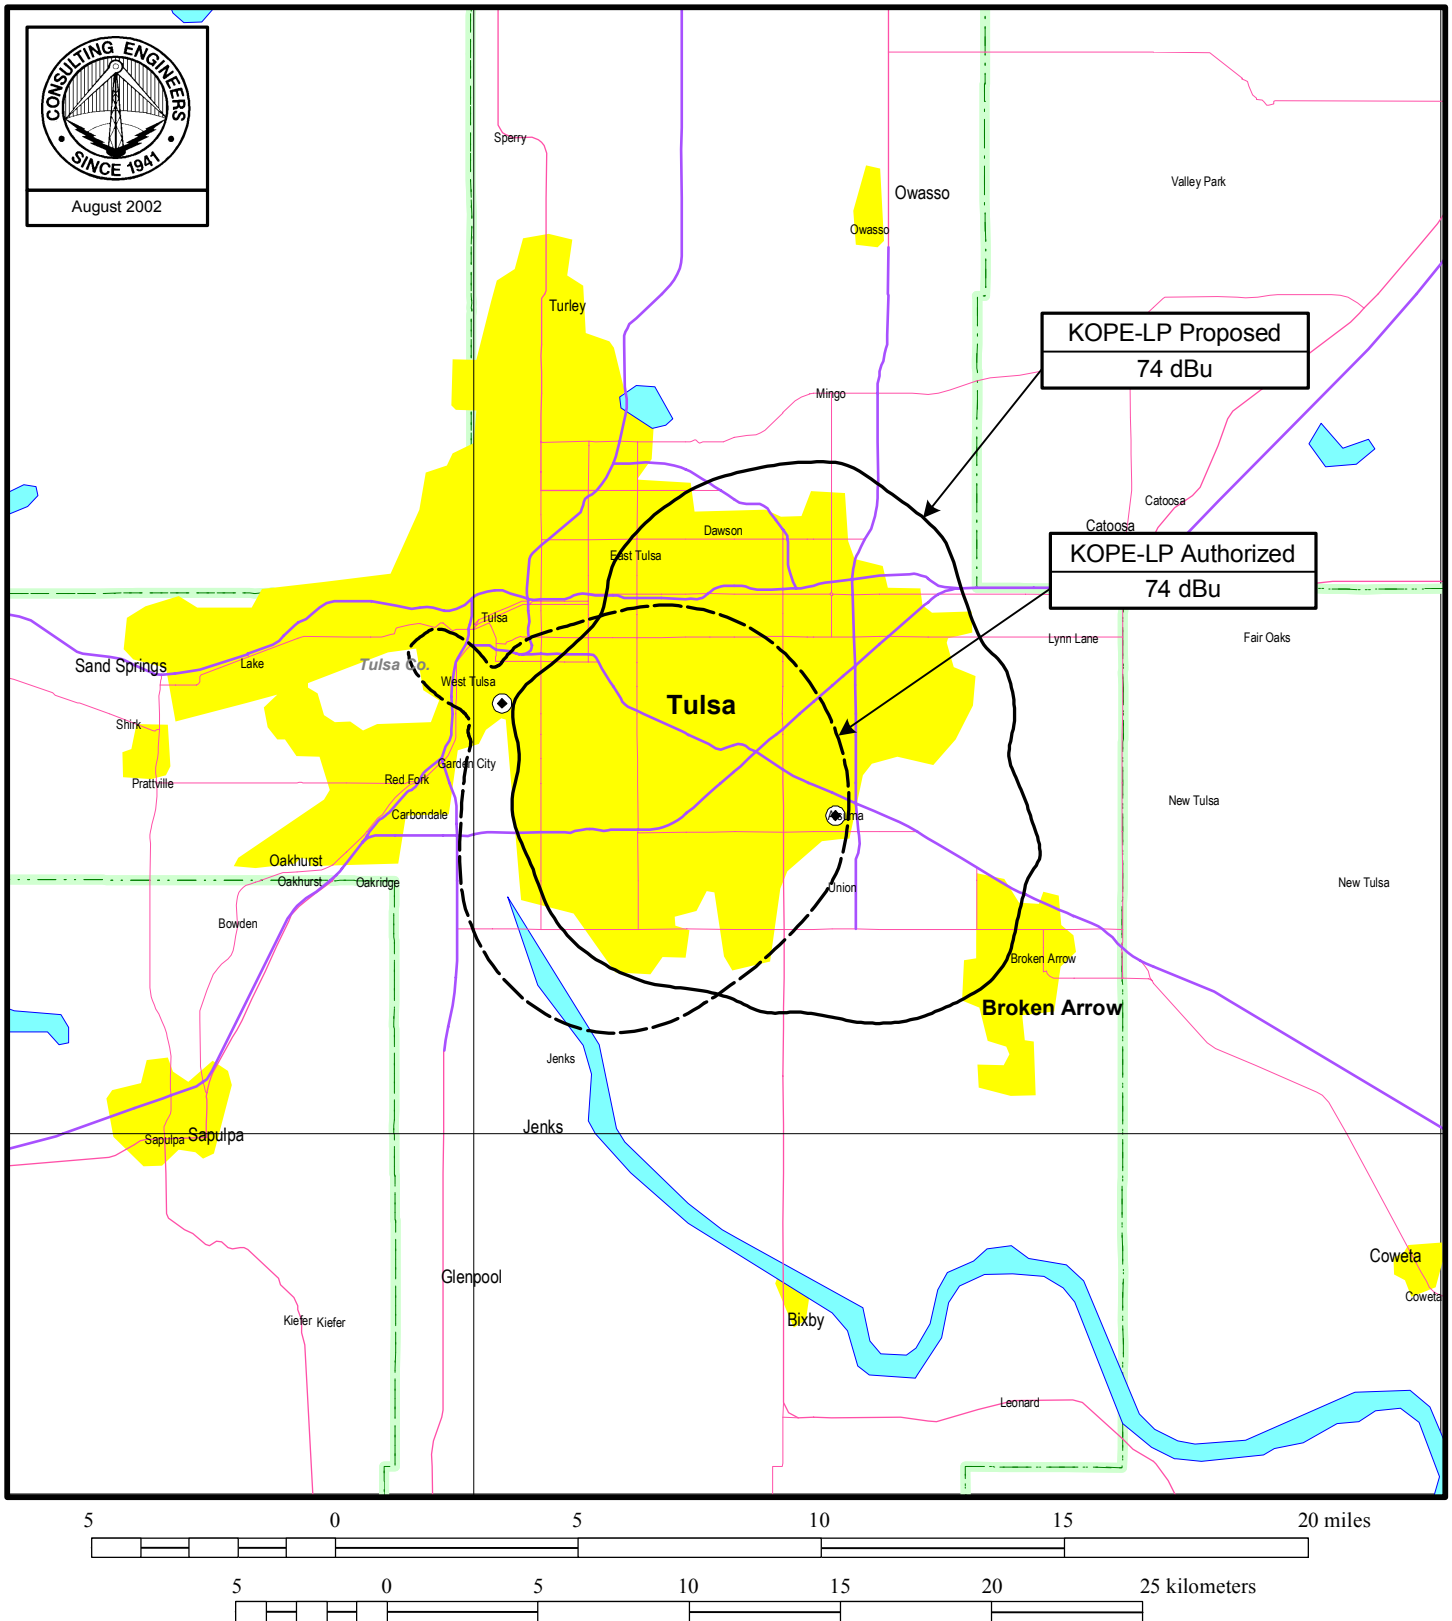 CONSULTING ENGINEERS
SINCE 1941
August 2002
Sperry
Owasso
Valley Park
Owasso
Turley
KOPE-LP Proposed
74 dBu
Mingo
Catoosa
Catoosa
Dawson
East Tulsa
KOPE-LP Authorized
74 dBu
Tulsa
Lynn Lane
Fair Oaks
Sand Springs
Lake
Tulsa Co.
West Tulsa
Tulsa
Shirk
Garden City
Prattville
Red Fork
Carbondale
Alsuma
New Tulsa
Oakhurst
Oakhurst
Oakridge
Union
New Tulsa
Bowden
Broken Arrow
Broken Arrow
Jenks
Jenks
Sapulpa
Sapulpa
Coweta
Glenpool
Coweta
Kiefer
Kiefer
Bixby
Leonard
5 0 5 10 15 20 miles
5 0 5 10 15 20 25 kilometers